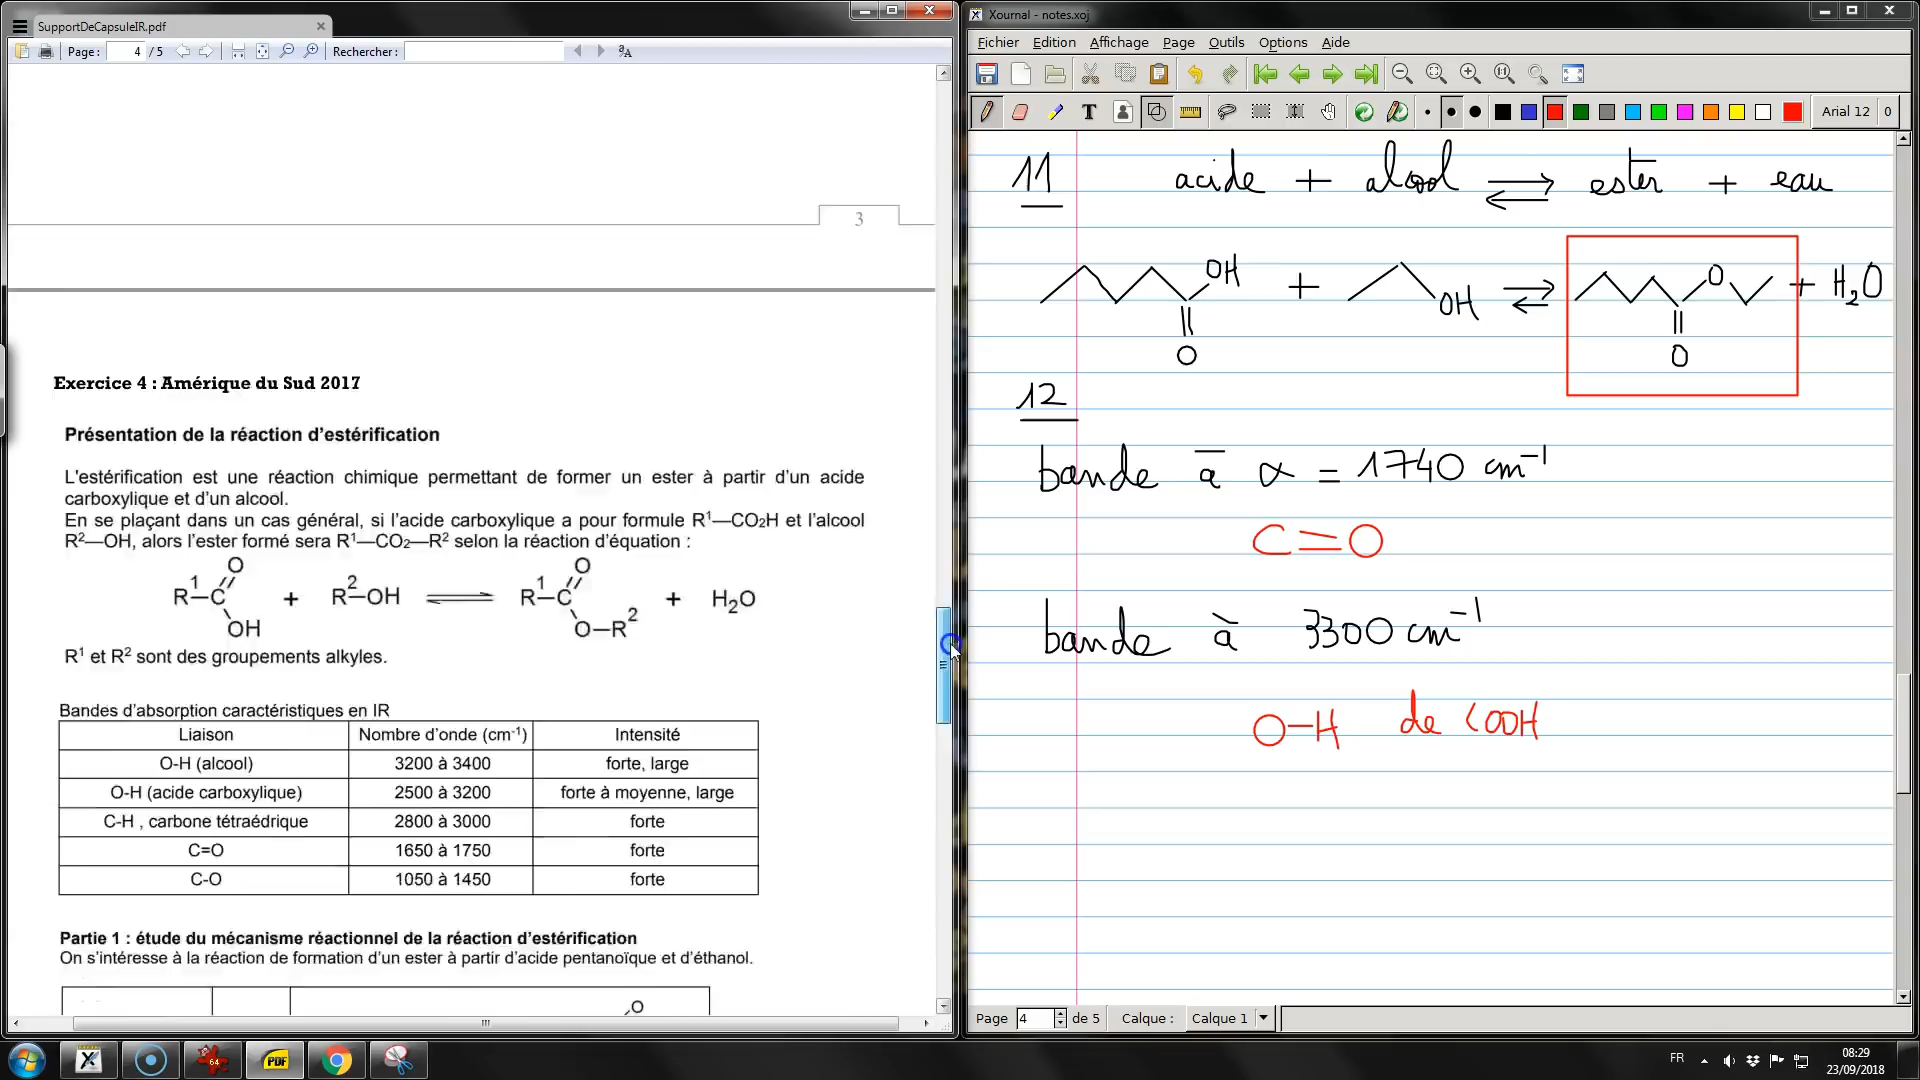 SupportDeCapsuleIR.pdf
Page: 4 / 5 Rechercher:
3
Exercice 4 : Amérique du Sud 2017
Présentation de la réaction d'estérification
L'estérification est une réaction chimique permettant de former un ester à partir d'un acide
carboxylique et d'un alcool.
En se plaçant dans un cas général, si l'acide carboxylique a pour formule R¹—CO2H et l'alcool
R²—OH, alors l'ester formé sera R¹—CO₂—R² selon la réaction d'équation :
O O
R¹–C + R²–OH R¹–C + H₂O
OH O–R²
R¹ et R² sont des groupements alkyles.
Bandes d'absorption caractéristiques en IR
Liaison Nombre d'onde (cm⁻¹) Intensité
O-H (alcool) 3200 à 3400 forte, large
O-H (acide carboxylique) 2500 à 3200 forte à moyenne, large
C-H , carbone tétraédrique 2800 à 3000 forte
C=O 1650 à 1750 forte
C-O 1050 à 1450 forte
Partie 1 : étude du mécanisme réactionnel de la réaction d'estérification
On s'intéresse à la réaction de formation d'un ester à partir d'acide pentanoïque et d'éthanol.
O
Xournal - notes.xoj
Fichier Edition Affichage Page Outils Options Aide
T Arial 12 0
11 acide + alcool ⇌ ester + eau
OH + OH ⇌ O + H₂O
O O
12
bande à α = 1740 cm⁻¹
C=O
bande à 3300 cm⁻¹
O–H de COOH
Page 4 de 5 Calque : Calque 1
64 PDF
FR 08:29
23/09/2018